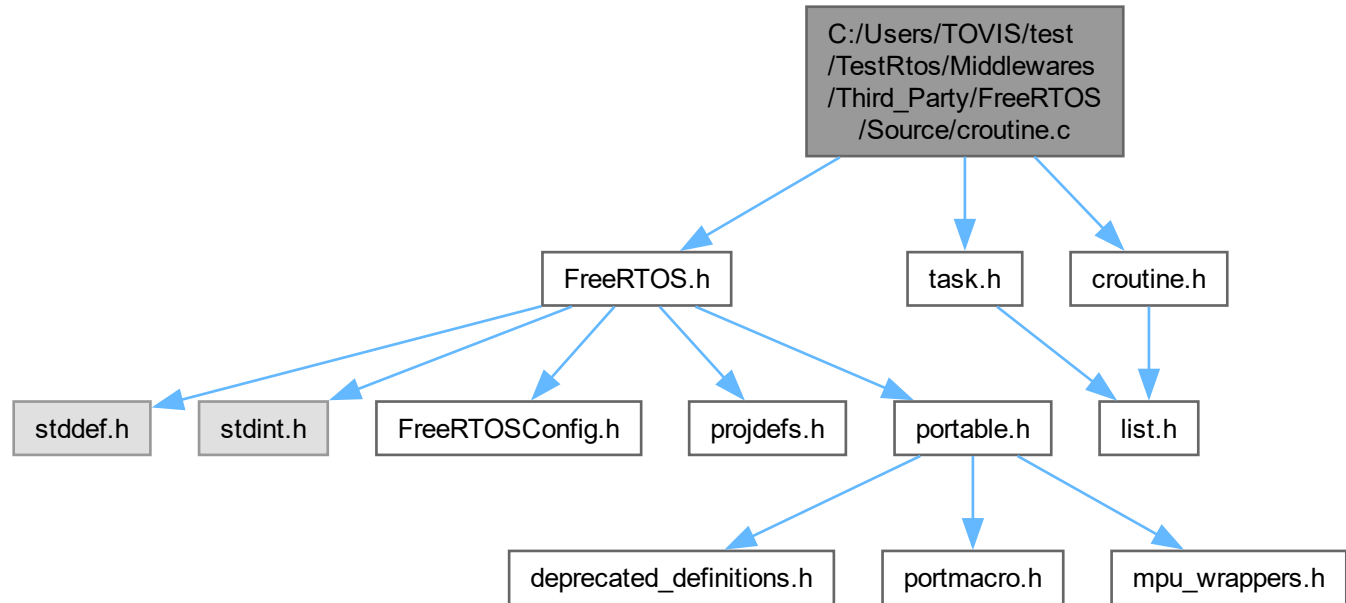 C:/Users/TOVIS/test
/TestRtos/Middlewares
/Third_Party/FreeRTOS
/Source/croutine.c
FreeRTOS.h
task.h
croutine.h
stddef.h
stdint.h
FreeRTOSConfig.h
projdefs.h
portable.h
list.h
deprecated_definitions.h
portmacro.h
mpu_wrappers.h